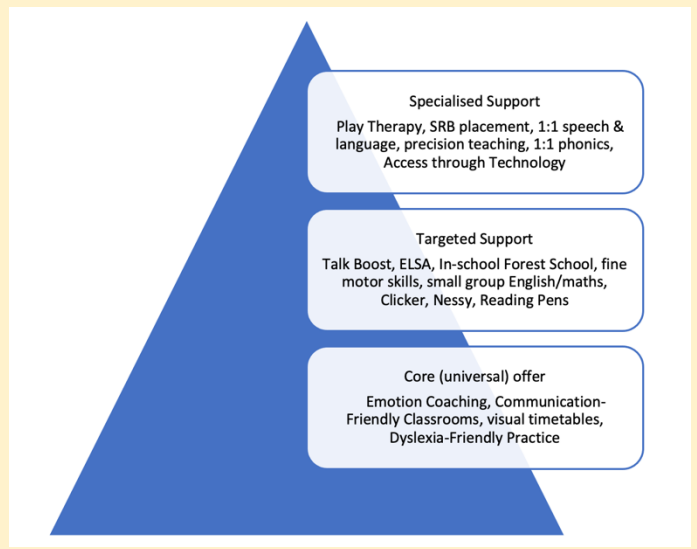 Specialised Support
Play Therapy, SRB placement, 1:1 speech &
language, precision teaching, 1:1 phonics,
Access through Technology
Targeted Support
Talk Boost, ELSA, In-school Forest School, fine
motor skills, small group English/maths,
Clicker, Nessy, Reading Pens
Core (universal) offer
Emotion Coaching, Communication-
Friendly Classrooms, visual timetables,
Dyslexia-Friendly Practice